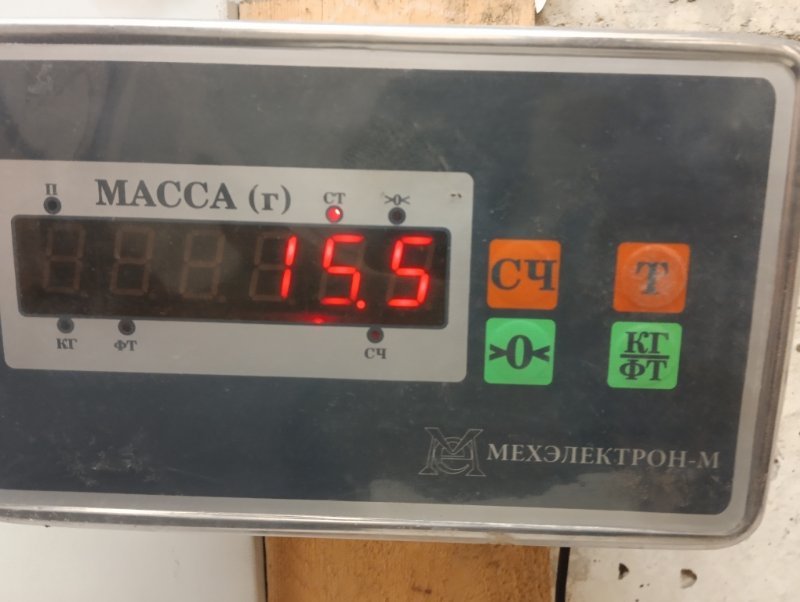 П
МАССА (г)
СТ
>0<
15.5
КГ
ФТ
СЧ
СЧ
Т
>0<
КГ
ФТ
МЕХЭЛЕКТРОН-М